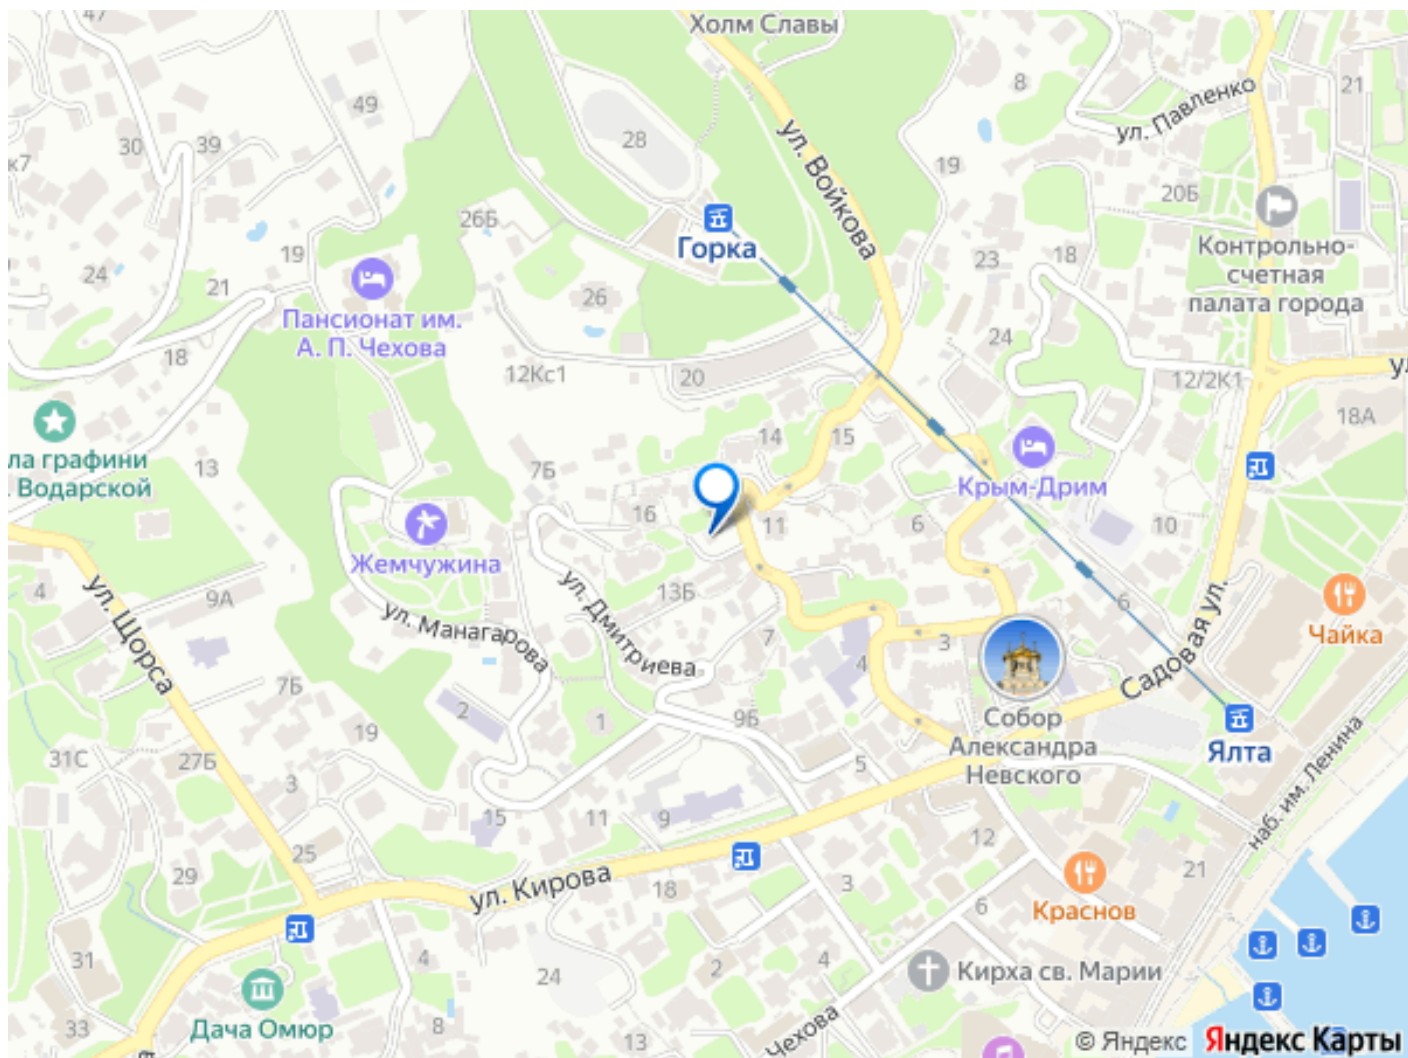 Холм Славы
47
8
21
ул. Павленко
49
28
ул. Войкова
30
39
к7
19
20Б
26Б
Горка
Контрольно-
счетная
палата города
19
18
23
24
21
26
Пансионат им.
А. П. Чехова
24
18
12Кс1
20
12/2К1
18А
ла графини
. Водарской
14
15
13
7Б
Крым-Дрим
16
11
6
10
Жемчужина
4
9А
ул. Щорса
ул. Манагарова
ул. Дмитриева
13Б
6
Чайка
7
3
4
Садовая ул.
7Б
2
1
9Б
Собор
Александра
Невского
Ялта
19
31С
27Б
3
5
наб. им. Ленина
15
11
9
12
25
29
ул. Кирова
18
3
21
6
Краснов
31
4
24
2
4
Кирха св. Марии
Дача Омюр
33
8
13
Чехова
© Яндекс Яндекс Карты